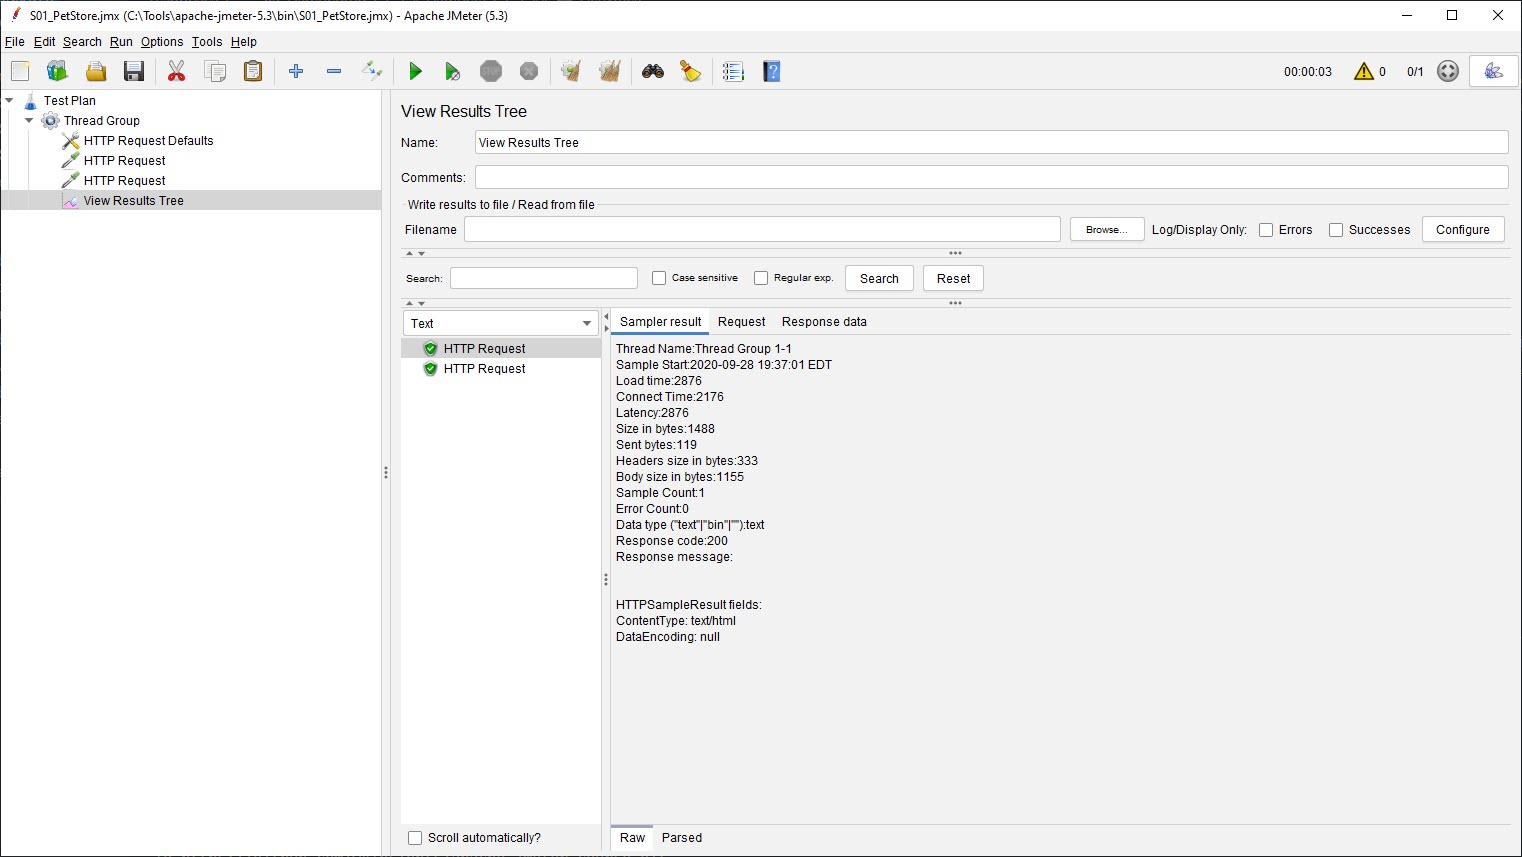 S01_PetStore.jmx (C:\Tools\apache-jmeter-5.3\bin\S01_PetStore.jmx) - Apache JMeter (5.3)
File Edit Search Run Options Tools Help
STOP
00:00:03 0 0/1
Test Plan
Thread Group
HTTP Request Defaults
HTTP Request
HTTP Request
View Results Tree
View Results Tree
Name: View Results Tree
Comments:
Write results to file / Read from file
Filename Browse... Log/Display Only: Errors Successes Configure
Search: Case sensitive Regular exp. Search Reset
Text
HTTP Request
HTTP Request
Scroll automatically?
Sampler result Request Response data
Thread Name:Thread Group 1-1
Sample Start:2020-09-28 19:37:01 EDT
Load time:2876
Connect Time:2176
Latency:2876
Size in bytes:1488
Sent bytes:119
Headers size in bytes:333
Body size in bytes:1155
Sample Count:1
Error Count:0
Data type ("text"|"bin"|""):text
Response code:200
Response message:
HTTPSampleResult fields:
ContentType: text/html
DataEncoding: null
Raw Parsed